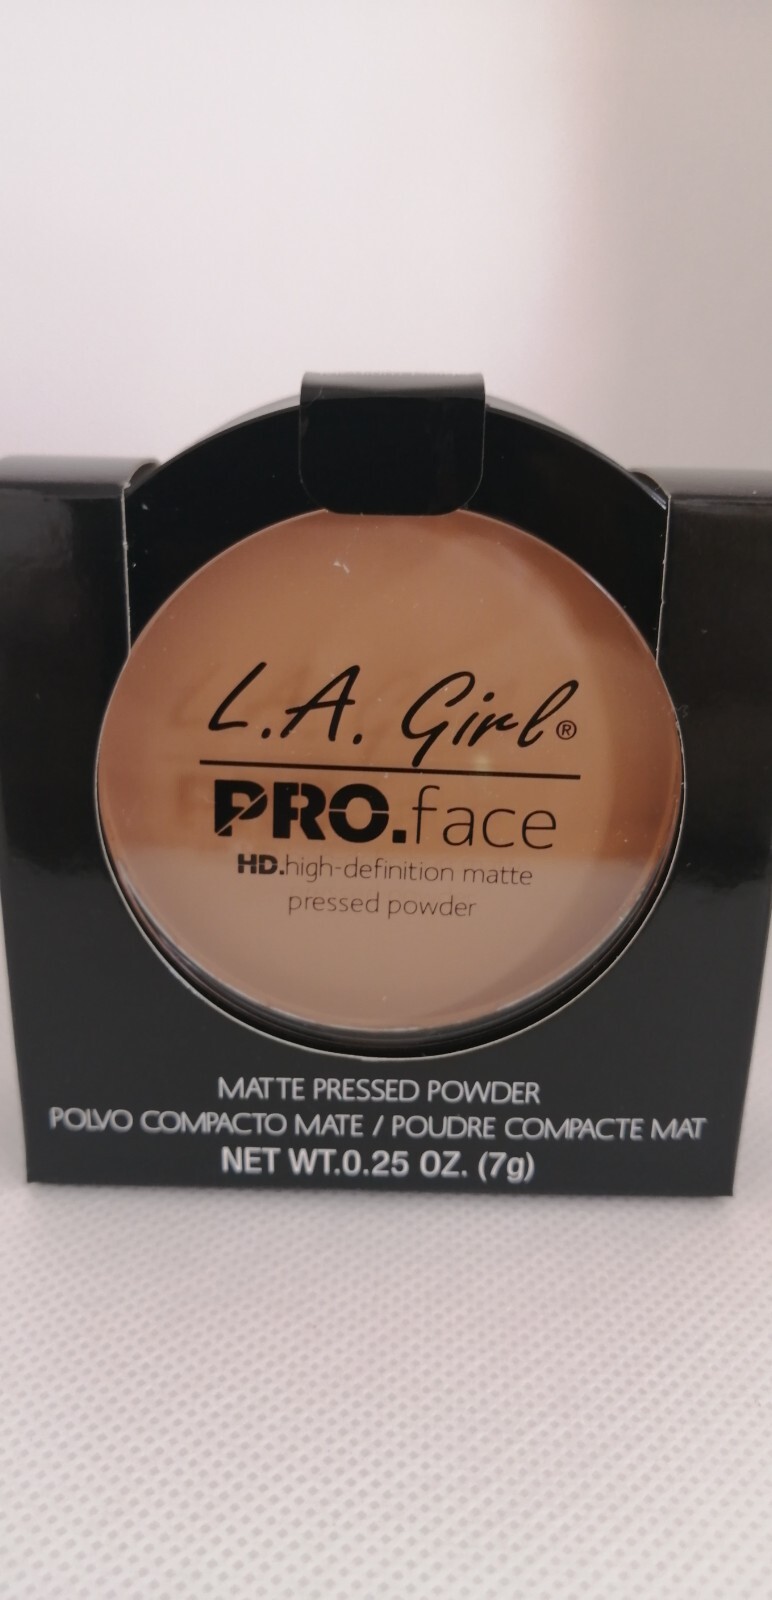 L.A. Girl®
PRO.face
HD.high-definition matte
pressed powder
MATTE PRESSED POWDER
POLVO COMPACTO MATE / POUDRE COMPACTE MAT
NET WT.0.25 OZ. (7g)